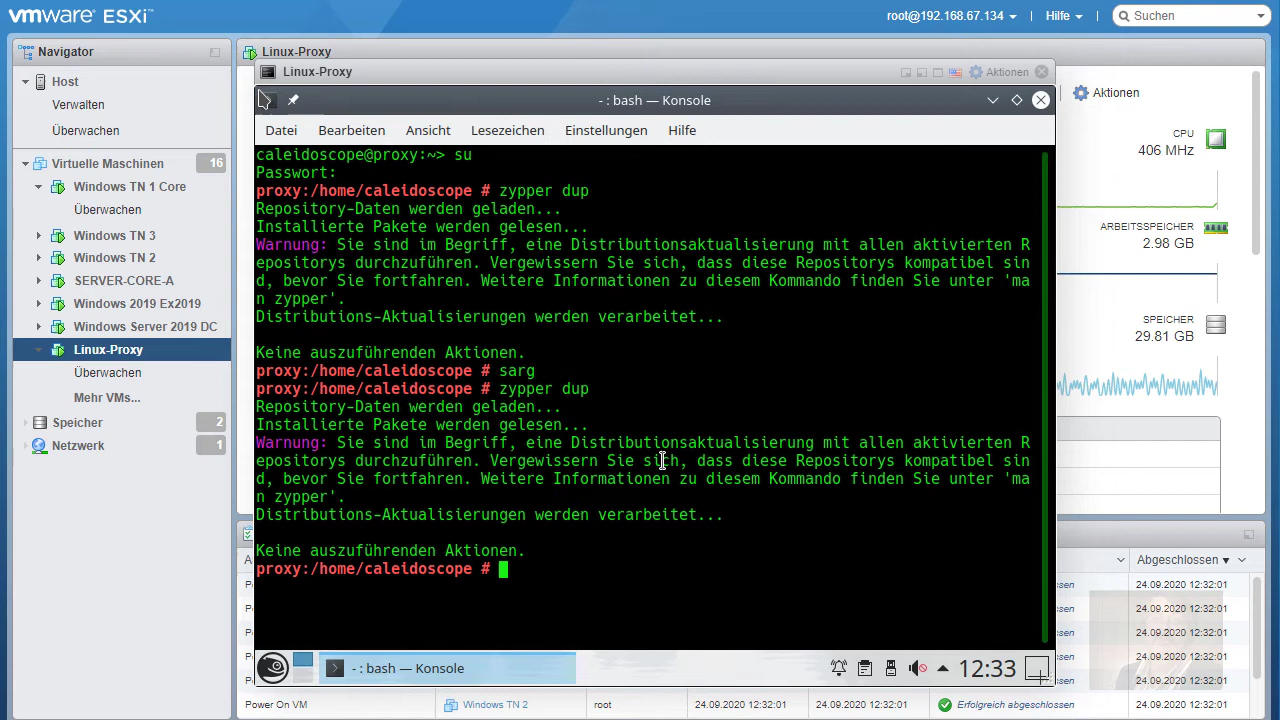 vmware ESXi™
root@192.168.67.134
Hilfe
Suchen
Navigator
Host
Verwalten
Überwachen
Virtuelle Maschinen 16
Windows TN 1 Core
Überwachen
Windows TN 3
Windows TN 2
SERVER-CORE-A
Windows 2019 Ex2019
Windows Server 2019 DC
Linux-Proxy
Überwachen
Mehr VMs...
Speicher 2
Netzwerk 1
Linux-Proxy
Linux-Proxy
Aktionen
Aktionen
- : bash — Konsole
Datei Bearbeiten Ansicht Lesezeichen Einstellungen Hilfe
caleidoscope@proxy:~> su
Passwort:
proxy:/home/caleidoscope # zypper dup
Repository-Daten werden geladen...
Installierte Pakete werden gelesen...
Warnung: Sie sind im Begriff, eine Distributionsaktualisierung mit allen aktivierten R
epositorys durchzuführen. Vergewissern Sie sich, dass diese Repositorys kompatibel sin
d, bevor Sie fortfahren. Weitere Informationen zu diesem Kommando finden Sie unter 'ma
n zypper'.
Distributions-Aktualisierungen werden verarbeitet...
Keine auszuführenden Aktionen.
proxy:/home/caleidoscope # sarg
proxy:/home/caleidoscope # zypper dup
Repository-Daten werden geladen...
Installierte Pakete werden gelesen...
Warnung: Sie sind im Begriff, eine Distributionsaktualisierung mit allen aktivierten R
epositorys durchzuführen. Vergewissern Sie sich, dass diese Repositorys kompatibel sin
d, bevor Sie fortfahren. Weitere Informationen zu diesem Kommando finden Sie unter 'ma
n zypper'.
Distributions-Aktualisierungen werden verarbeitet...
Keine auszuführenden Aktionen.
proxy:/home/caleidoscope #
- : bash — Konsole
12:33
CPU
406 MHz
ARBEITSSPEICHER
2.98 GB
SPEICHER
29.81 GB
Abgeschlossen
24.09.2020 12:32:01
24.09.2020 12:32:01
24.09.2020 12:32:01
24.09.2020 12:32:01
24.09.2020 12:32:01
Power On VM Windows TN 2 root 24.09.2020 12:32:01 24.09.2020 12:32:01 Erfolgreich abgeschlossen 24.09.2020 12:32:01